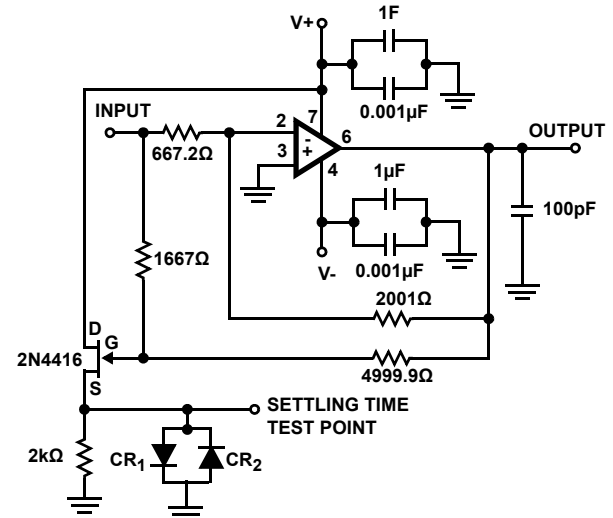 V+
1F
0.001µF
INPUT
667.2Ω
2
3
7
-
+
6
4
OUTPUT
1µF
0.001µF
V-
100pF
1667Ω
2001Ω
4999.9Ω
D
G
2N4416
S
SETTLING TIME
TEST POINT
2kΩ
CR1
CR2